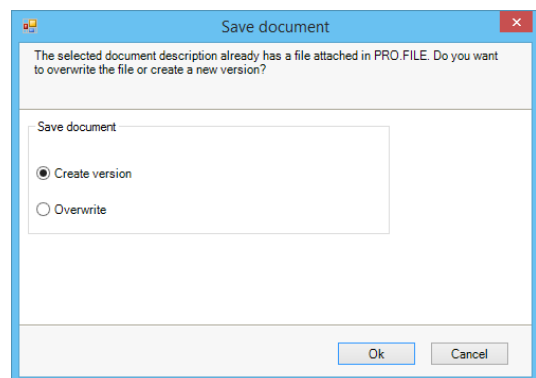 Save document
The selected document description already has a file attached in PRO.FILE. Do you want
to overwrite the file or create a new version?
Save document
Create version
Overwrite
Ok
Cancel